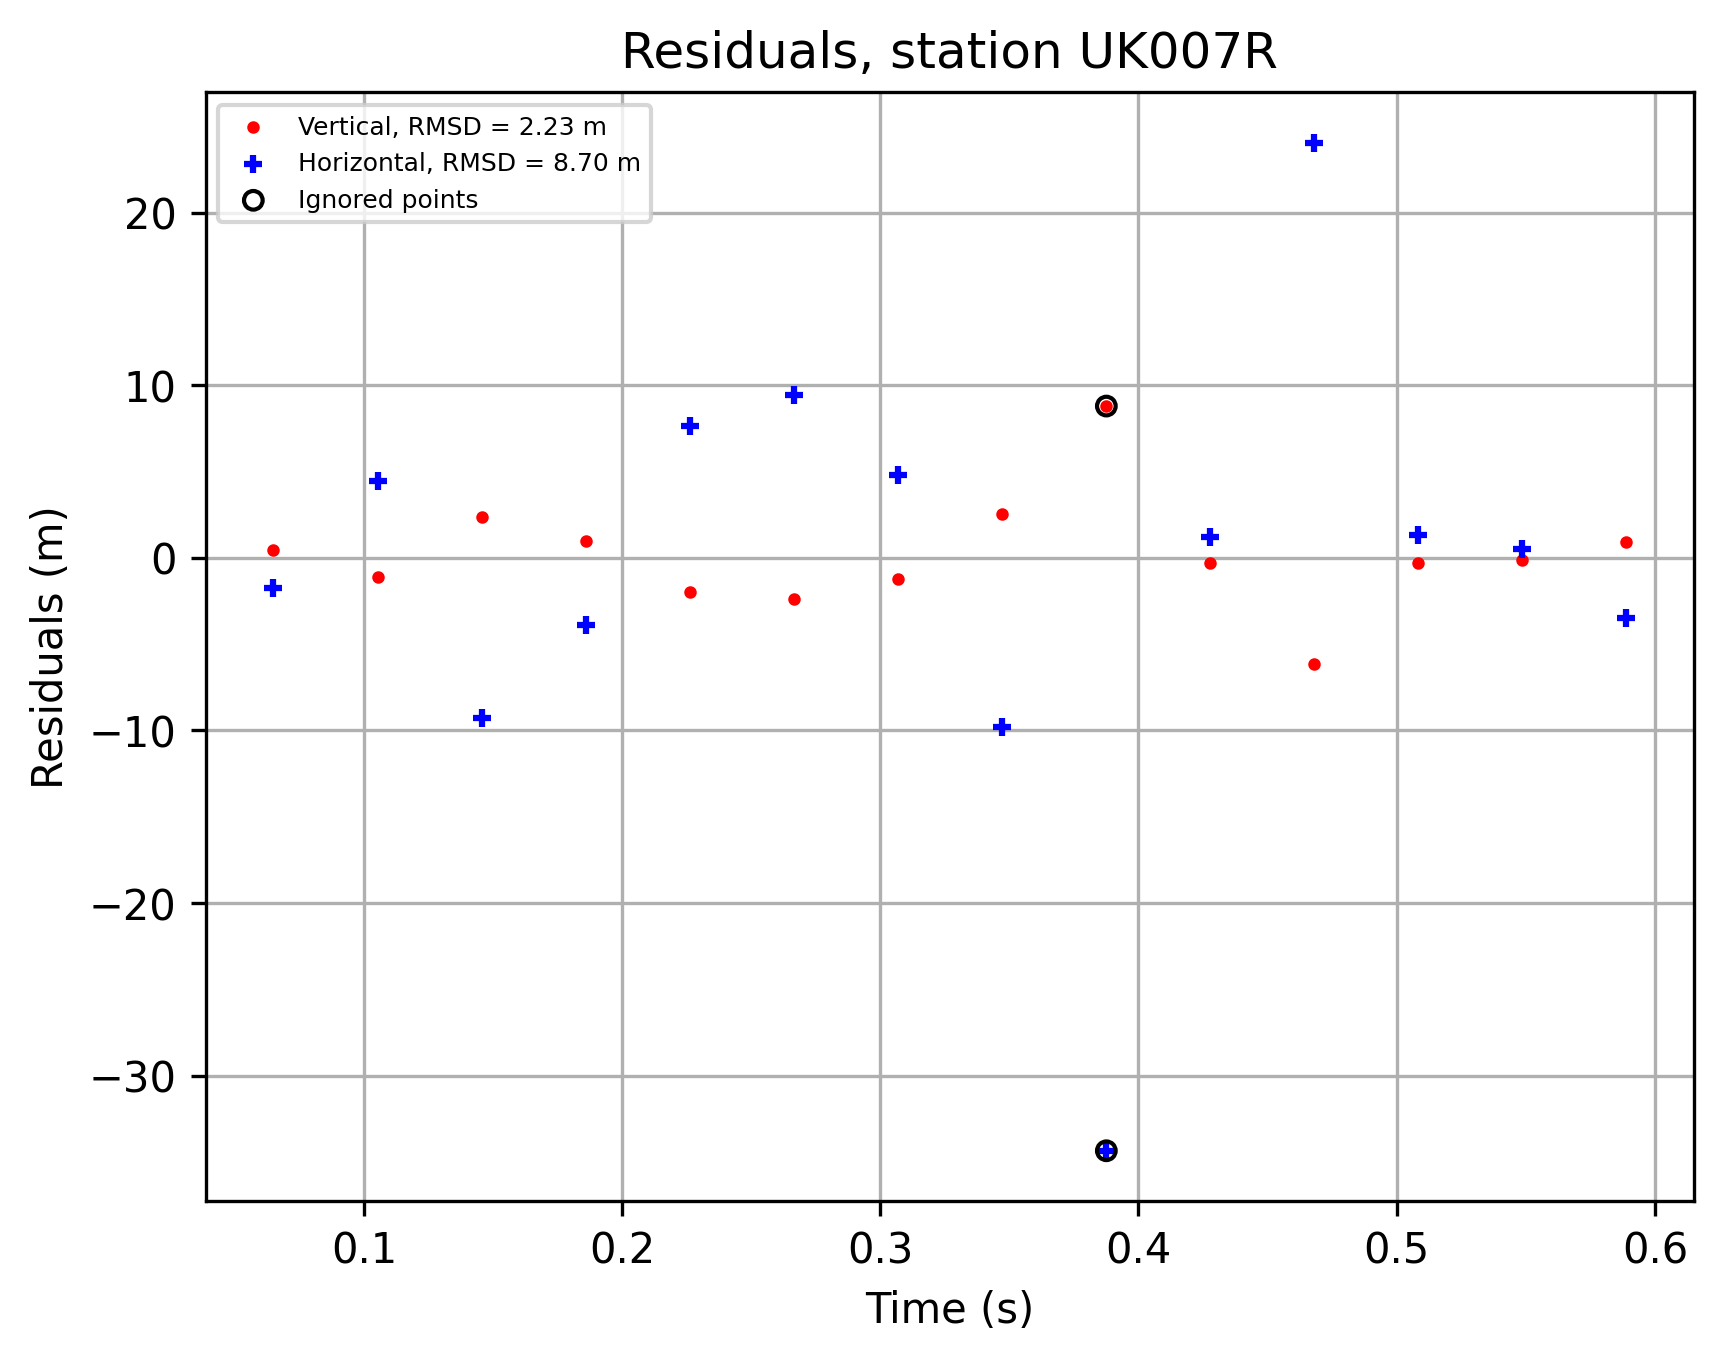 Residuals, station UK007R
Vertical, RMSD = 2.23 m
Horizontal, RMSD = 8.70 m
Ignored points
Residuals (m)
20
10
0
−10
−20
−30
0.1 0.2 0.3 0.4 0.5 0.6
Time (s)